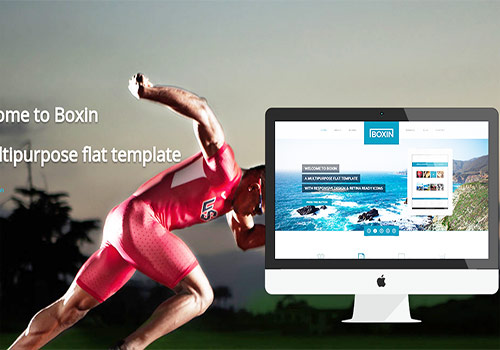 ome to Boxin
ltipurpose flat template
BOXIN
WELCOME TO BOXIN
A MULTIPURPOSE FLAT TEMPLATE
WITH RESPONSIVE DESIGN & RETINA READY ICONS